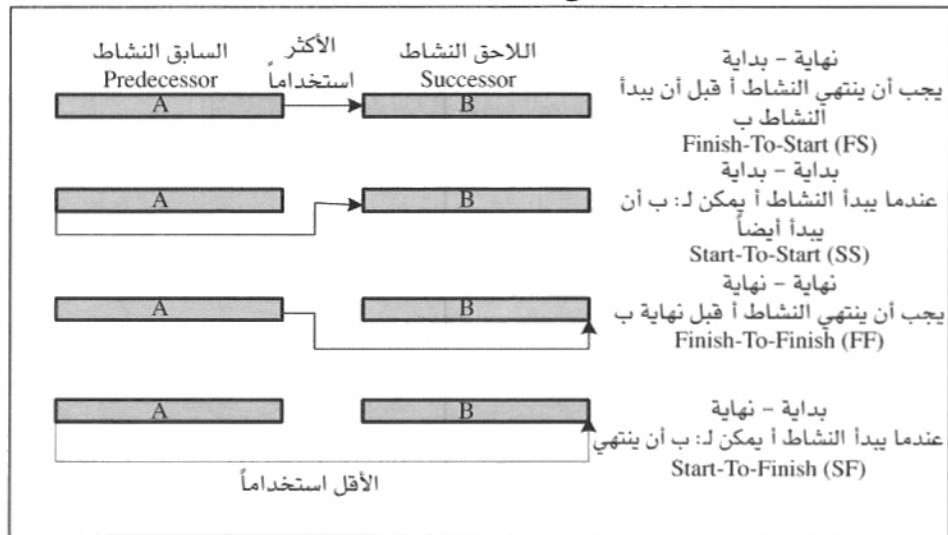 السابق النشاط
Predecessor
الأكثر
استخداماً
اللاحق النشاط
Successor
A
B
نهاية – بداية
يجب أن ينتهي النشاط أ قبل أن يبدأ
النشاط ب
Finish-To-Start (FS)
A
B
بداية – بداية
عندما يبدأ النشاط أ يمكن لـ: ب أن
يبدأ أيضاً
Start-To-Start (SS)
A
B
نهاية – نهاية
يجب أن ينتهي النشاط أ قبل نهاية ب
Finish-To-Finish (FF)
A
B
بداية – نهاية
عندما يبدأ النشاط أ يمكن لـ: ب أن ينتهي
Start-To-Finish (SF)
الأقل استخداماً